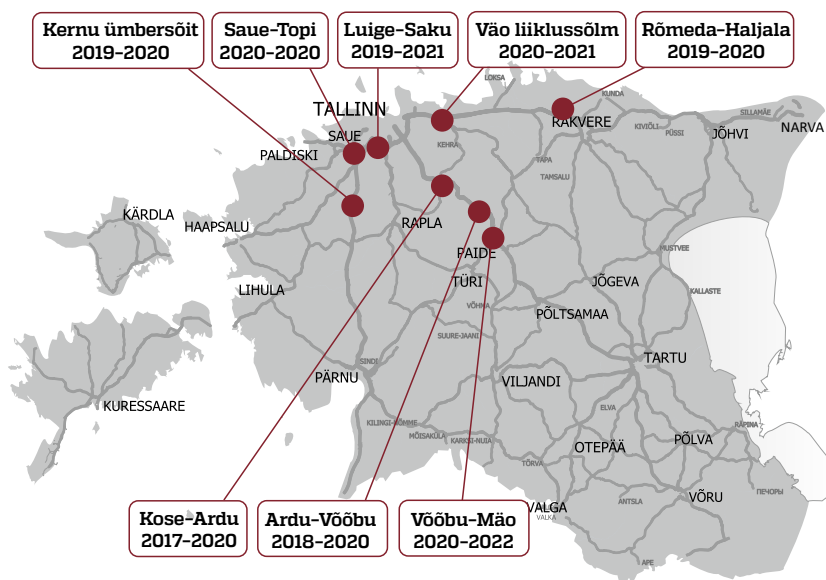 Kernu ümbersõit
2019–2020
Saue–Topi
2020–2020
Luige–Saku
2019–2021
Väo liiklussõlm
2020–2021
Rõmeda–Haljala
2019–2020
LOKSA
TALLINN
KUNDA
SILLAMÄE
SAUE
RAKVERE
KIVIÕLI
PÜSSI
JÕHVI
NARVA
PALDISKI
KEHRA
TAPA
TAMSALU
KÄRDLA
HAAPSALU
RAPLA
PAIDE
MUSTVEE
LIHULA
TÜRI
JÕGEVA
KALLASTE
VÕHMA
PÕLTSAMAA
SUURE-JAANI
SINDI
TARTU
PÄRNU
VILJANDI
KURESSAARE
ELVA
KILINGI-NÕMME
RÄPINA
MÕISAKÜLA
KARKSI-NUIA
OTEPÄÄ
PÕLVA
TÕRVA
ПЕЧОРЫ
ANTSLA
VÕRU
VALGA
VALKA
APE
Kose–Ardu
2017–2020
Ardu–Võõbu
2018–2020
Võõbu–Mäo
2020–2022